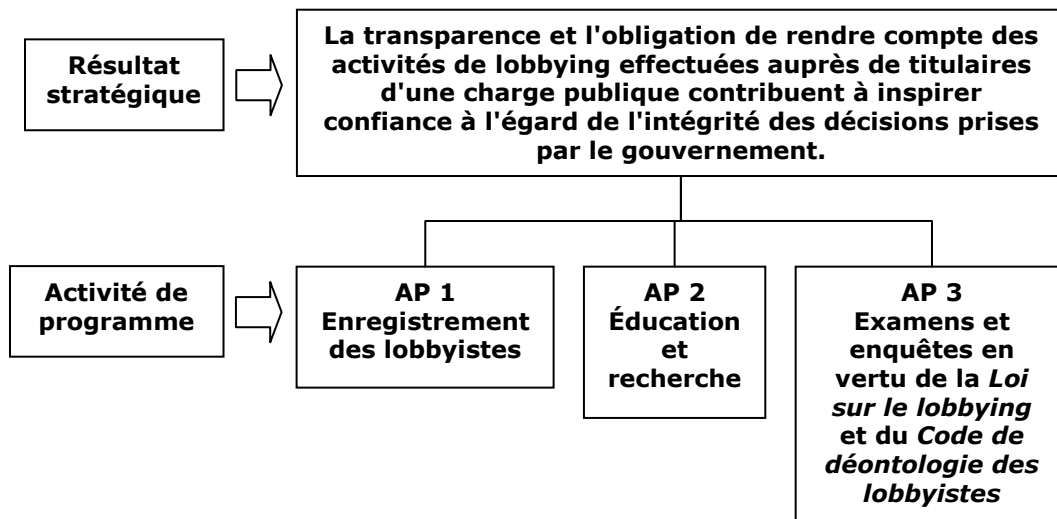 Résultat
stratégique
La transparence et l'obligation de rendre compte des
activités de lobbying effectuées auprès de titulaires
d'une charge publique contribuent à inspirer
confiance à l'égard de l'intégrité des décisions prises
par le gouvernement.
Activité de
programme
AP 1
Enregistrement
des lobbyistes
AP 2
Éducation
et
recherche
AP 3
Examens et
enquêtes en
vertu de la Loi
sur le lobbying
et du Code de
déontologie des
lobbyistes